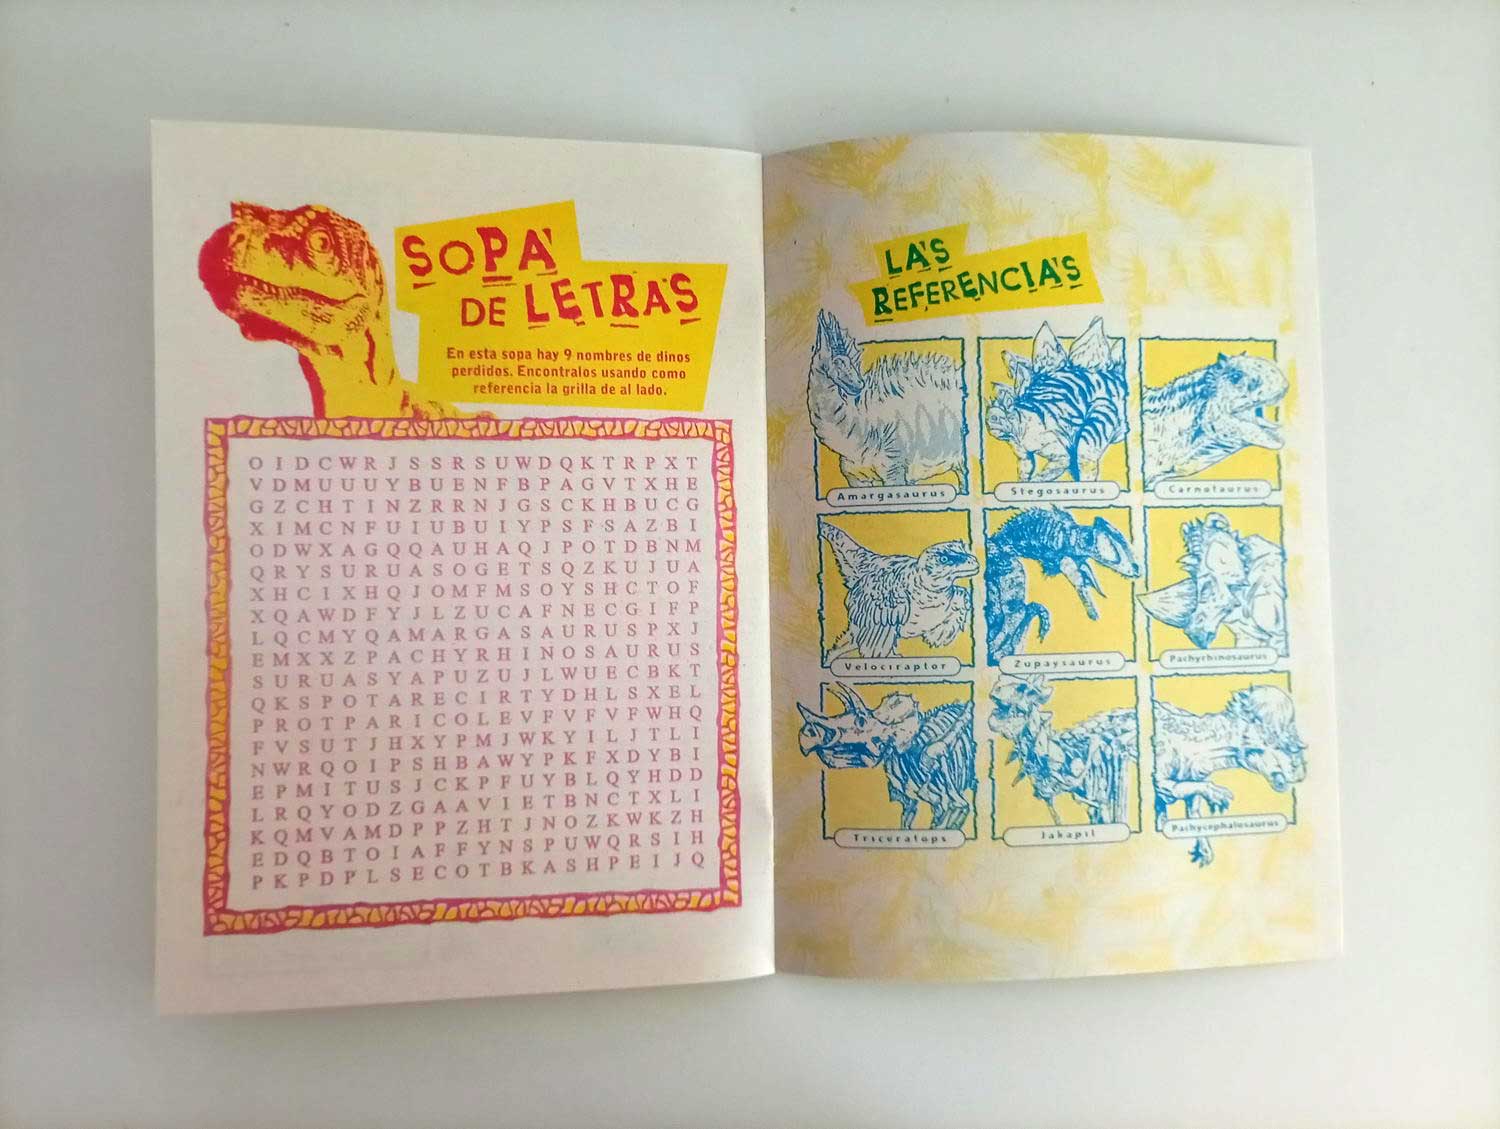 SOPA
DE LETRAS
En esta sopa hay 9 nombres de dinos
perdidos. Encontralos usando como
referencia la grilla de al lado.
O I D C W R J S S R S U W D Q K T R P X T
V D M U U U Y B U E N F B P A G V T X H E
G Z C H T I N Z R R N J G S C K H B U C G
X I M C N F U I U B U I Y P S F S A Z B I
O D W X A G Q Q A U H A Q J P O T D B N M
Q R Y S U R U A S O G E T S Q Z K U J U A
X H C I X H Q J O M F M S O Y S H C T O F
X Q A W D F Y J L Z U C A F N E C G I F P
L Q C M Y Q A M A R G A S A U R U S P X J
E M X X Z P A C H Y R H I N O S A U R U S
S U R U A S Y A P U Z U J L W U E C B K T
Q K S P O T A R E C I R T Y D H L S X E L
P R O T P A R I C O L E V F V F V F W H Q
F V S U T J H X Y P M J W K Y I L J T L I
N W R Q O I P S H B A W Y P K F X D Y B I
E P M I T U S J C K P F U Y B L Q Y H D D
L R Q Y O D Z G A A V I E T B N C T X L I
K Q M V A M D P P Z H T J N O Z K W K Z H
E D Q B T O I A F F Y N S P U W Q R S I H
P K P D P L S E C O T B K A S H P E I J Q
LAS
REFERENCIAS
Amargasaurus
Stegosaurus
Carnotaurus
Velociraptor
Zupaysaurus
Pachyrhinosaurus
Triceratops
Jakapil
Pachycephalosaurus